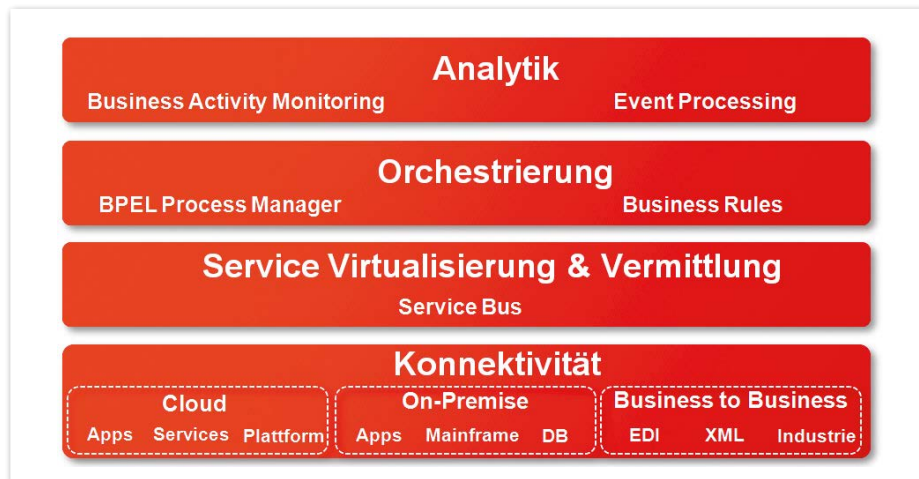 Analytik
Business Activity Monitoring Event Processing
Orchestrierung
BPEL Process Manager Business Rules
Service Virtualisierung & Vermittlung
Service Bus
Konnektivität
Cloud On-Premise Business to Business
Apps Services Plattform Apps Mainframe DB EDI XML Industrie